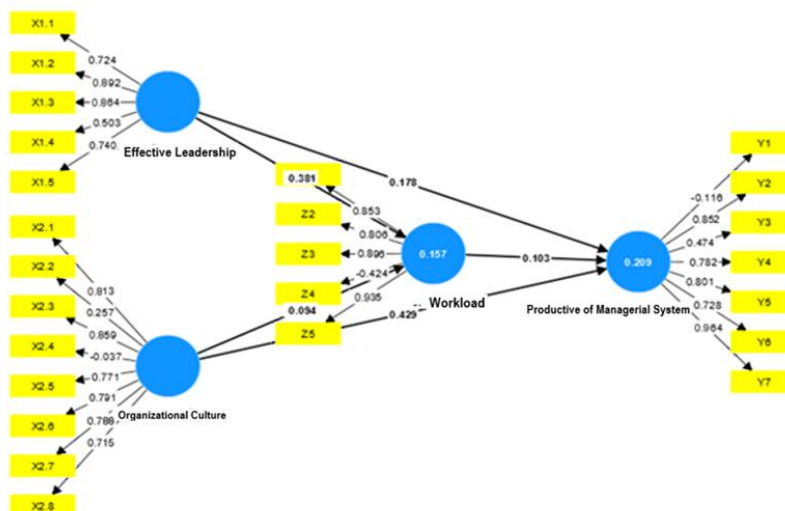 X1.1
X1.2
X1.3
X1.4
X1.5
0.724
0.892
0.864
0.503
0.740
Effective Leadership
X2.1
X2.2
X2.3
X2.4
X2.5
X2.6
X2.7
X2.8
0.813
0.257
0.859
-0.037
0.771
0.791
0.788
0.715
Organizational Culture
0.381
Z2
Z3
Z4
0.094
Z5
0.853
0.806
0.896
-0.424
0.935
0.157
Workload
0.178
0.103
0.429
0.209
Productive of Managerial System
-0.116
0.852
0.474
0.782
0.801
0.728
0.964
Y1
Y2
Y3
Y4
Y5
Y6
Y7